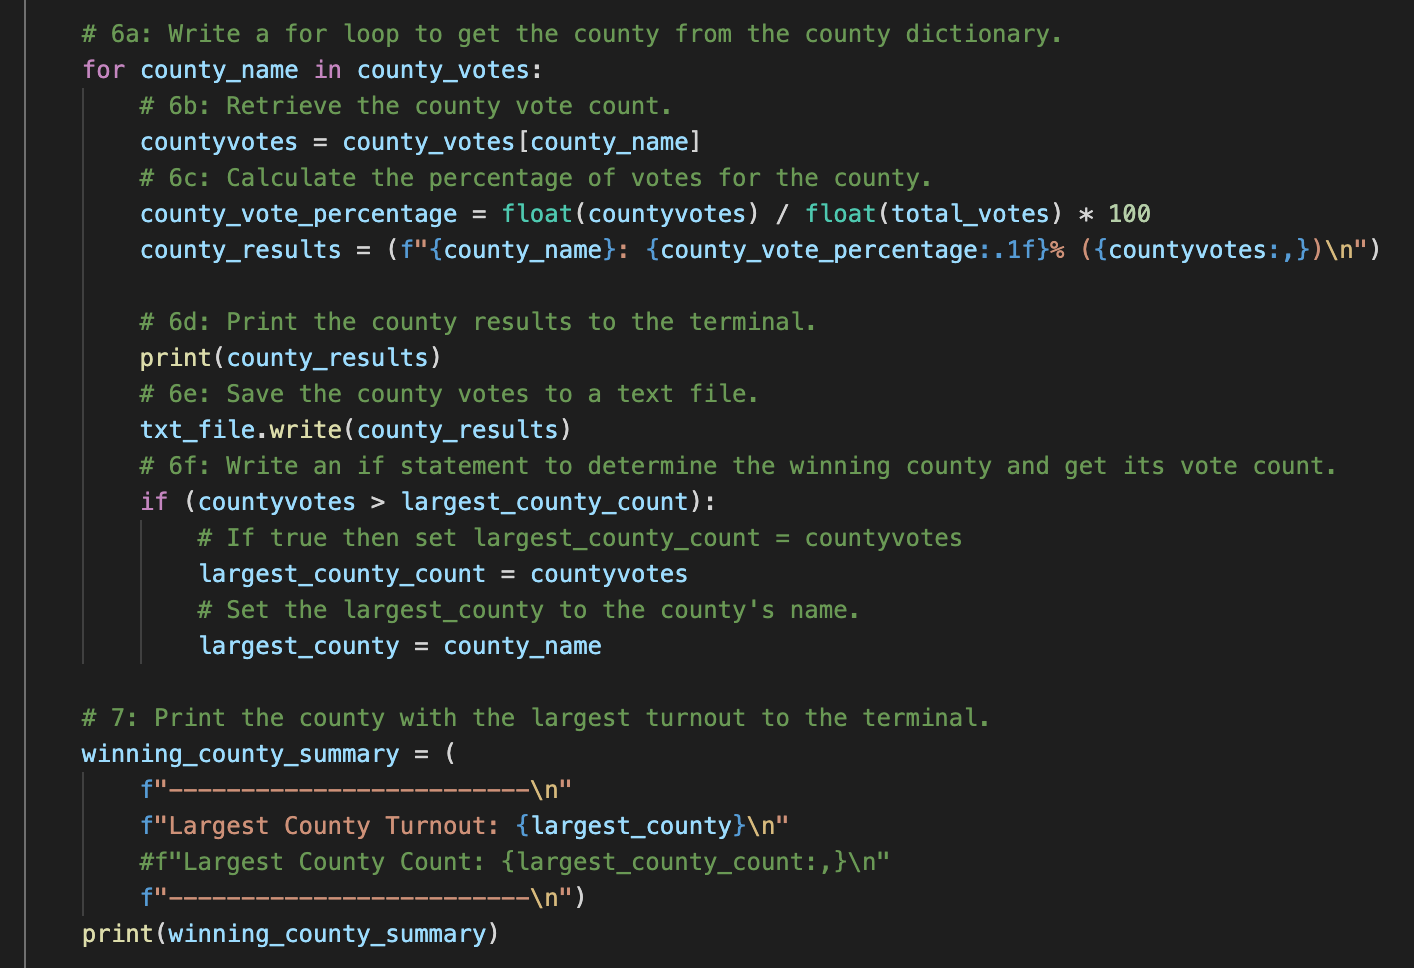 # 6a: Write a for loop to get the county from the county dictionary.
for county_name in county_votes:
# 6b: Retrieve the county vote count.
countyvotes = county_votes[county_name]
# 6c: Calculate the percentage of votes for the county.
county_vote_percentage = float(countyvotes) / float(total_votes) * 100
county_results = (f"{county_name}: {county_vote_percentage:.1f}% ({countyvotes:,})\n")
# 6d: Print the county results to the terminal.
print(county_results)
# 6e: Save the county votes to a text file.
txt_file.write(county_results)
# 6f: Write an if statement to determine the winning county and get its vote count.
if (countyvotes > largest_county_count):
# If true then set largest_county_count = countyvotes
largest_county_count = countyvotes
# Set the largest_county to the county's name.
largest_county = county_name
# 7: Print the county with the largest turnout to the terminal.
winning_county_summary = (
f"-------------------------\n"
f"Largest County Turnout: {largest_county}\n"
#f"Largest County Count: {largest_county_count:,}\n"
f"-------------------------\n")
print(winning_county_summary)